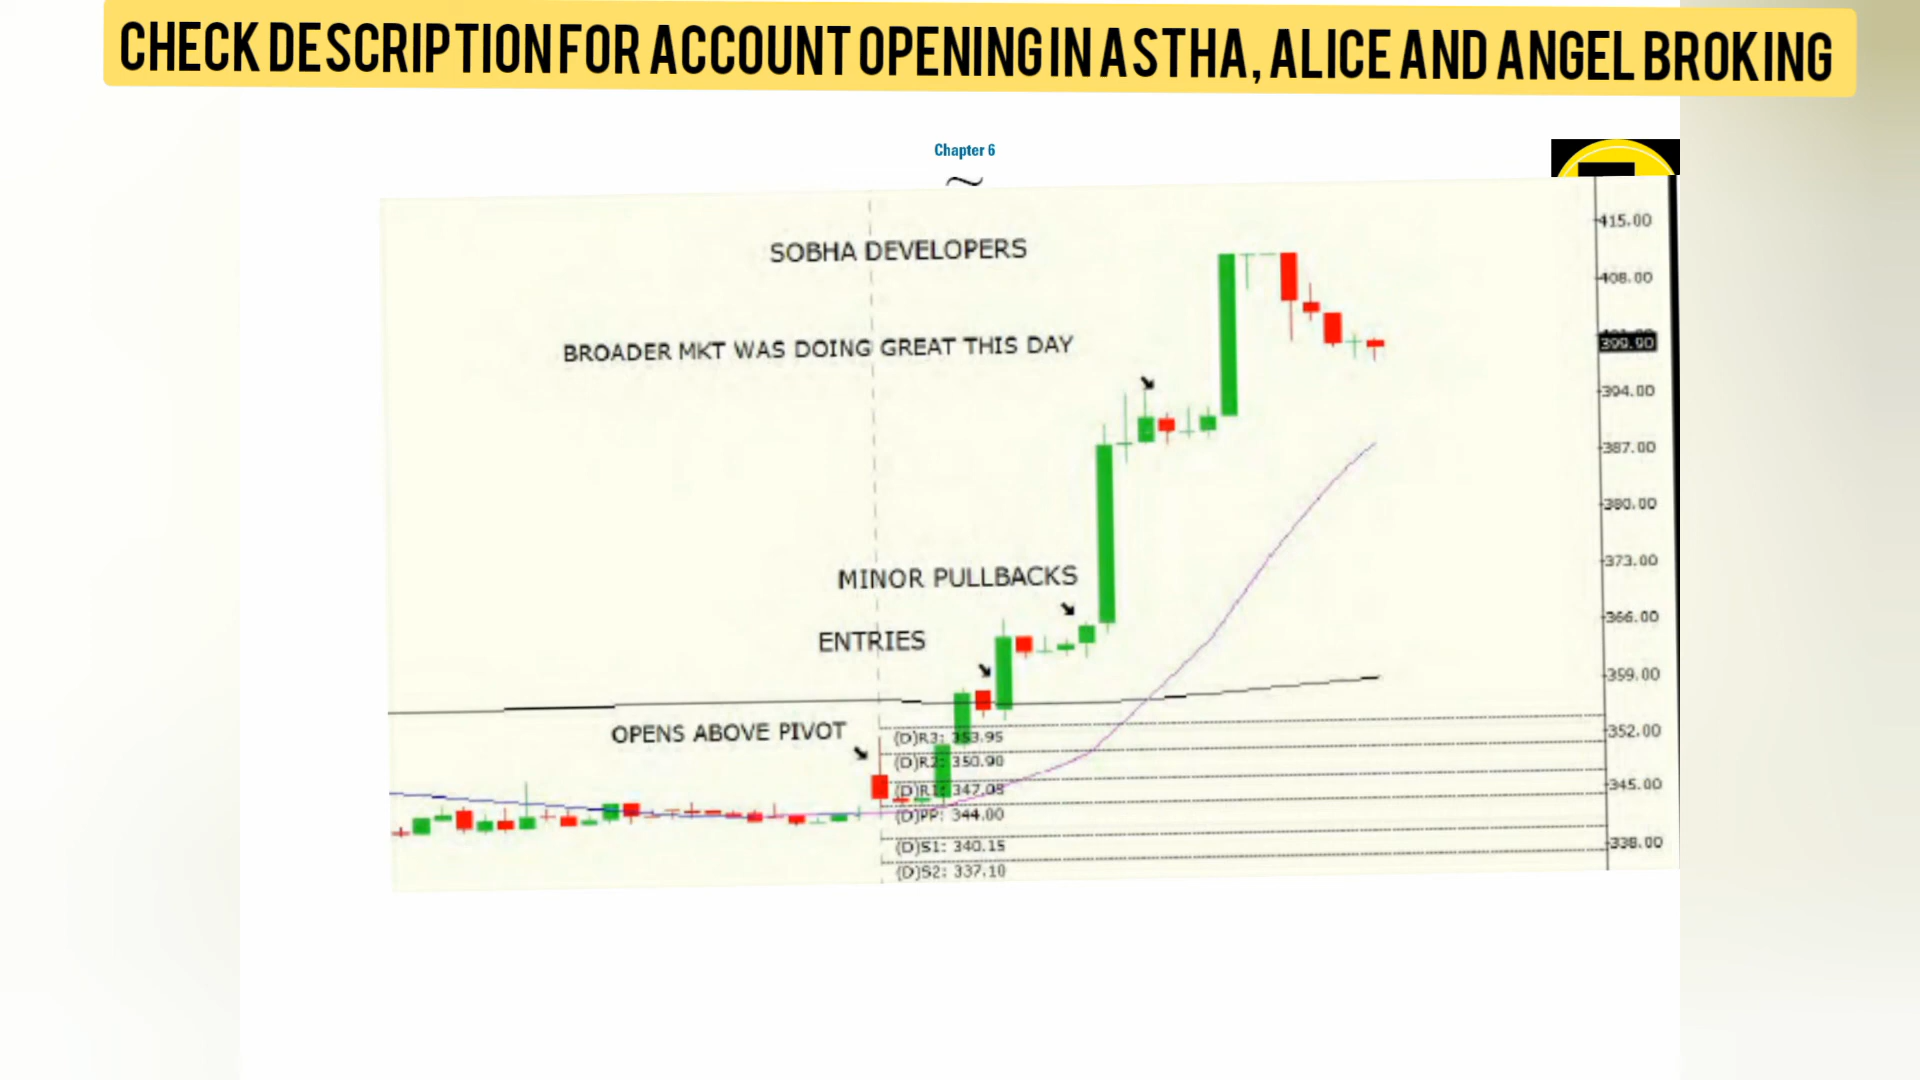 CHECK DESCRIPTION FOR ACCOUNT OPENING IN ASTHA, ALICE AND ANGEL BROKING
Chapter 6
SOBHA DEVELOPERS
BROADER MKT WAS DOING GREAT THIS DAY
MINOR PULLBACKS
ENTRIES
OPENS ABOVE PIVOT
(D)R3: 353.95
(D)R2: 350.90
(D)R1: 347.05
(D)PP: 344.00
(D)S1: 340.15
(D)S2: 337.10
415.00
408.00
399.90
394.00
387.00
380.00
373.00
366.00
359.00
352.00
345.00
338.00